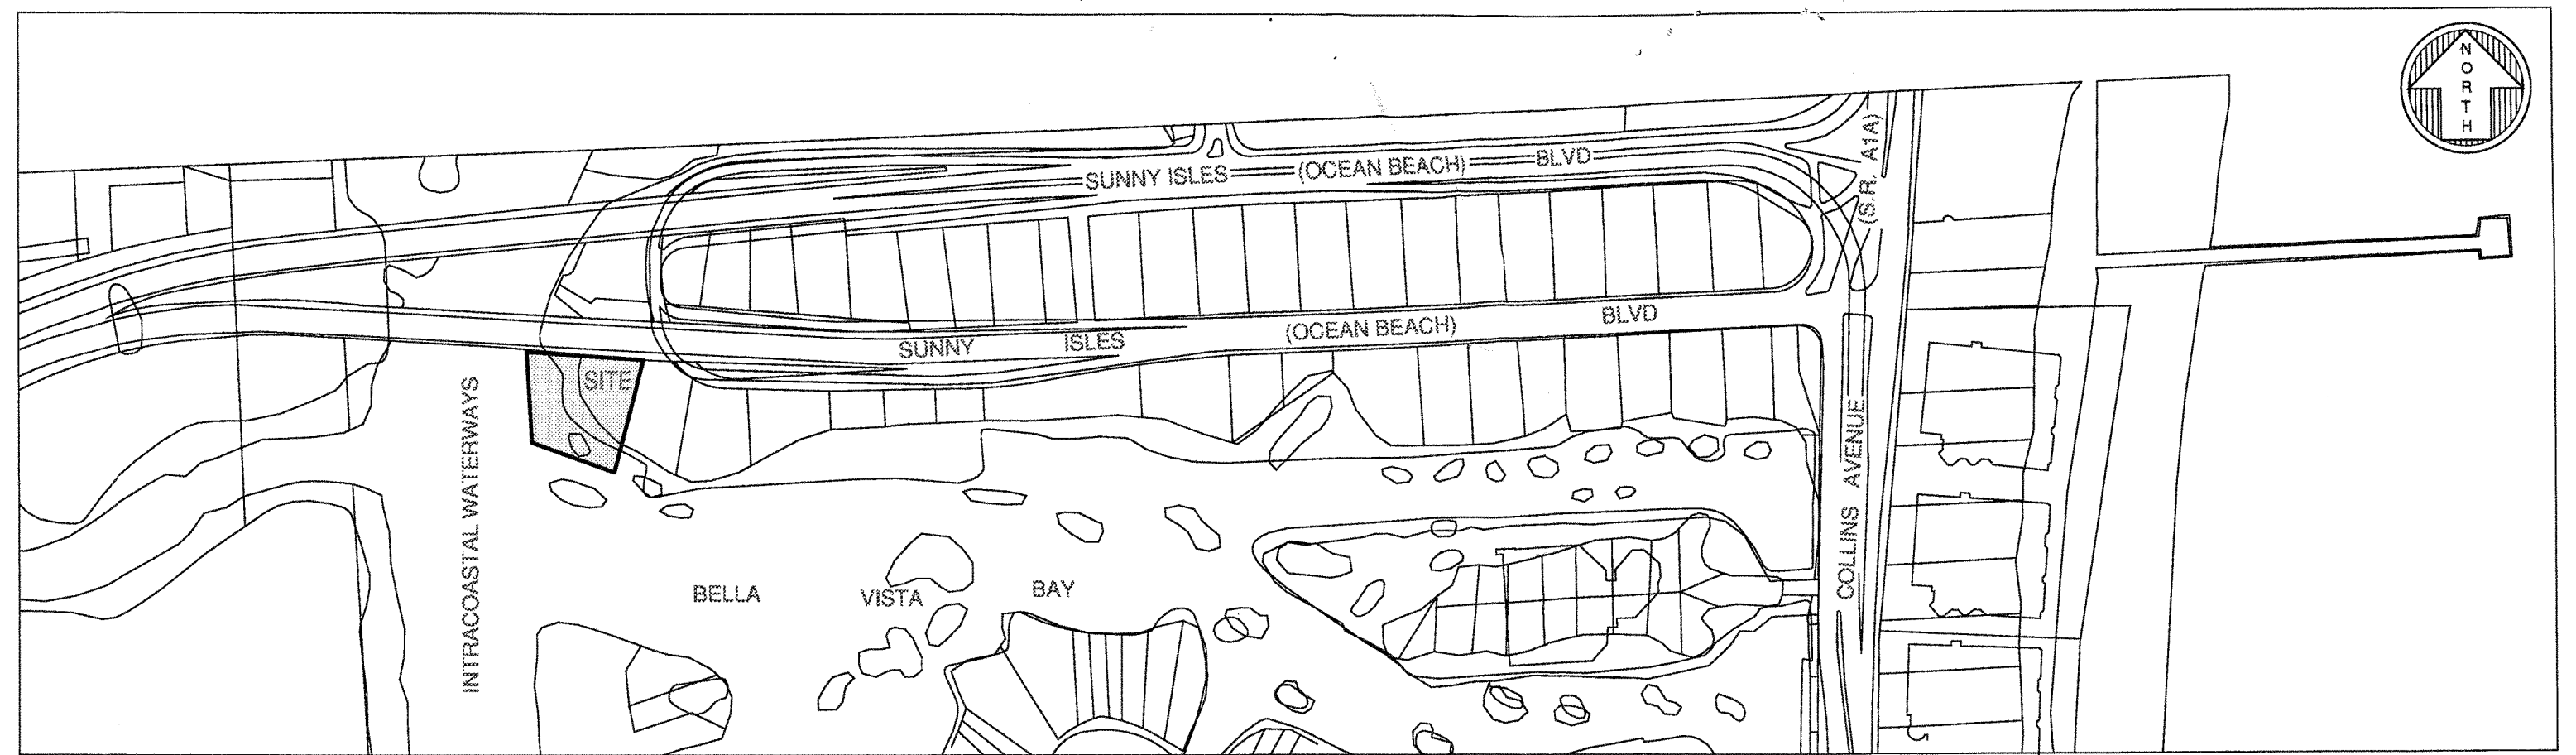 NORTH
SUNNY ISLES (OCEAN BEACH) BLVD
(S.R. A1A)
SUNNY ISLES (OCEAN BEACH) BLVD
SITE
INTRACOASTAL WATERWAYS
COLLINS AVENUE
BELLA VISTA BAY